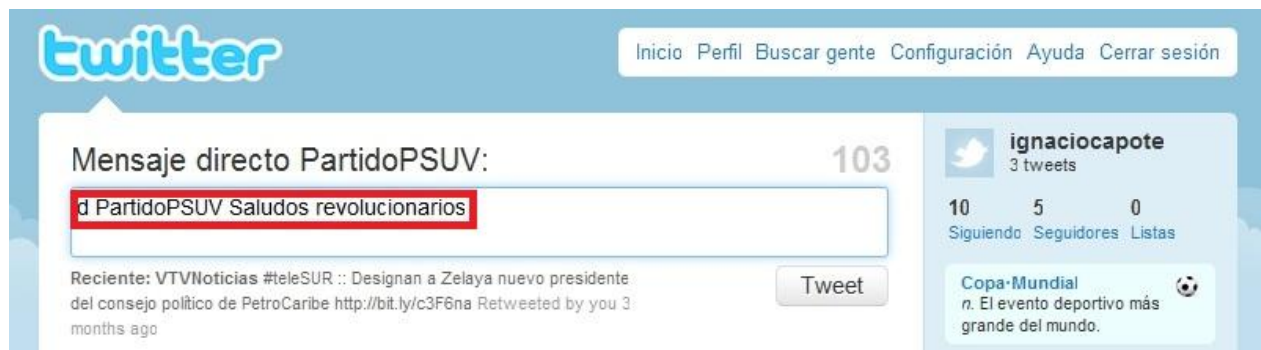 twitter
Inicio Perfil Buscar gente Configuración Ayuda Cerrar sesión
Mensaje directo PartidoPSUV:
103
d PartidoPSUV Saludos revolucionarios
Reciente: VTVNoticias #teleSUR :: Designan a Zelaya nuevo presidente
del consejo político de PetroCaribe http://bit.ly/c3F6na Retweeted by you 3
months ago
Tweet
ignaciocapote
3 tweets
10 5 0
Siguiendo Seguidores Listas
Copa·Mundial
n. El evento deportivo más
grande del mundo.